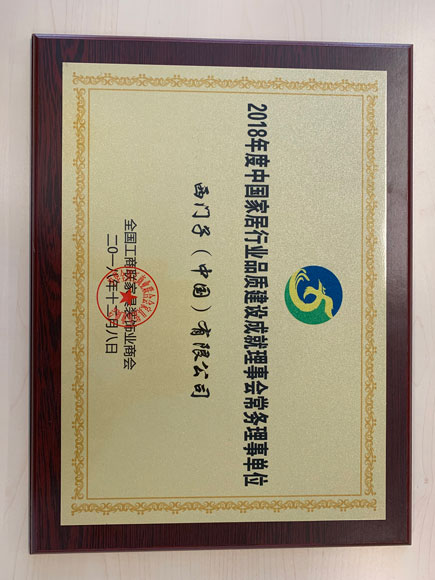 2018年度中国家居行业品质建设成就理事会常务理事单位
西门子（中国）有限公司
全国工商联家具装饰业商会
二〇一八年十二月八日